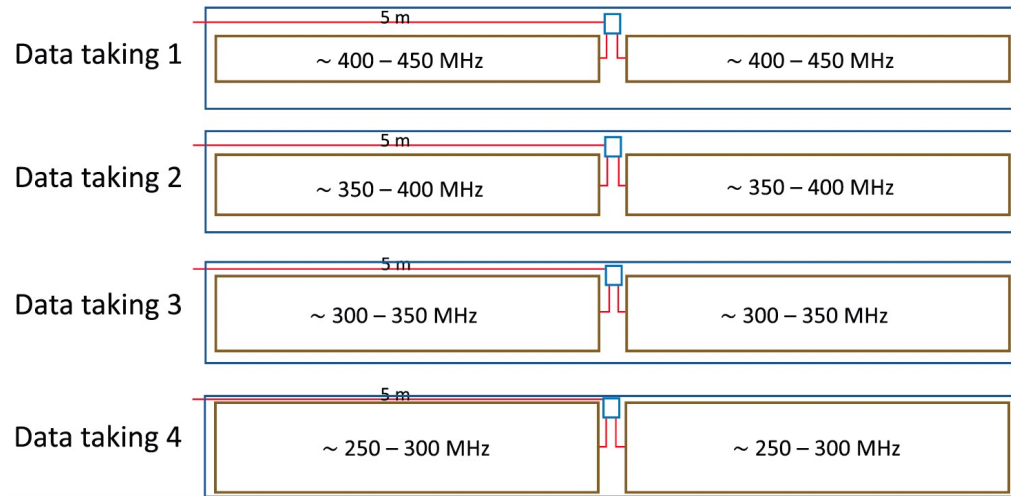 5 m
Data taking 1
~ 400 – 450 MHz
~ 400 – 450 MHz
5 m
Data taking 2
~ 350 – 400 MHz
~ 350 – 400 MHz
5 m
Data taking 3
~ 300 – 350 MHz
~ 300 – 350 MHz
5 m
Data taking 4
~ 250 – 300 MHz
~ 250 – 300 MHz